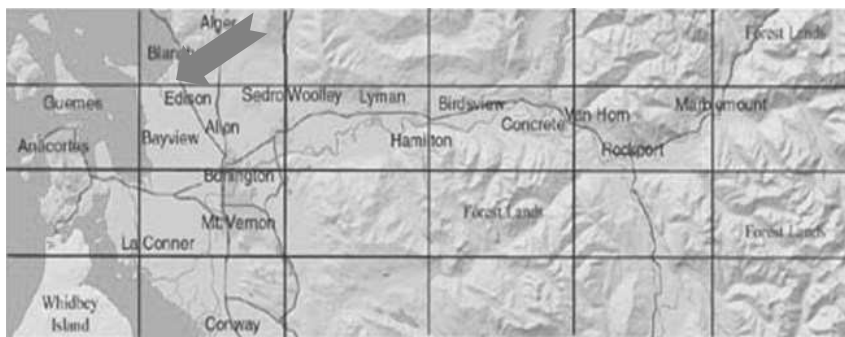 Alger
Forest Lands
Edison
Sedro Woolley
Lyman
Birdsview
Marblemount
Guemes
Van Horn
Concrete
Bayview
Allen
Hamilton
Anacortes
Rockport
Burlington
Forest Lands
Mt. Vernon
Forest Lands
La Conner
Whidbey
Island
Conway